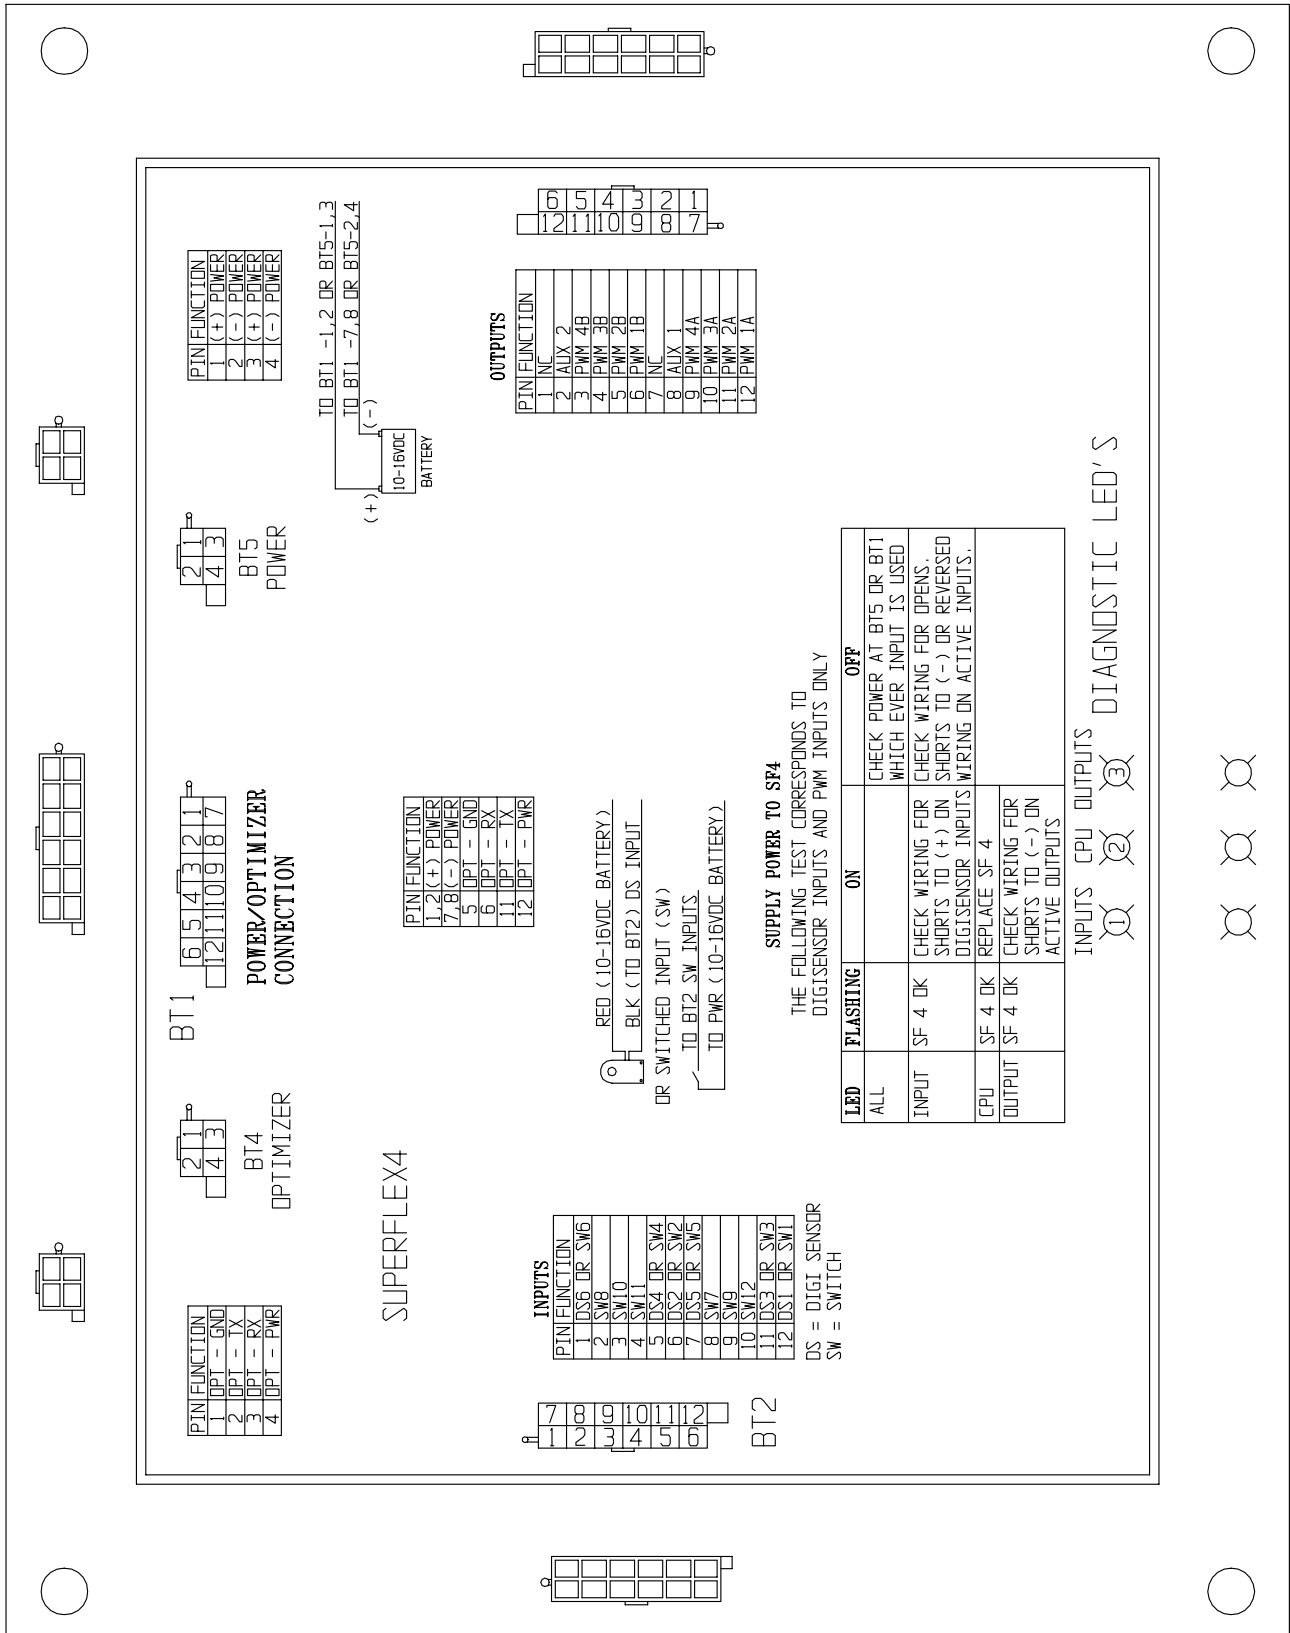 PIN FUNCTION
1 OPT - GND
2 OPT - TX
3 OPT - RX
4 OPT - PWR
2 1
4 3
BT4
OPTIMIZER
BT1
6 5 4 3 2 1
12 11 10 9 8 7
POWER/OPTIMIZER
CONNECTION
2 1
4 3
BT5
POWER
PIN FUNCTION
1 (+) POWER
2 (-) POWER
3 (+) POWER
4 (-) POWER
SUPERFLEX4
PIN FUNCTION
1,2 (+) POWER
7,8 (-) POWER
5 OPT - GND
6 OPT - RX
11 OPT - TX
12 OPT - PWR
TO BT1 -1,2 OR BT5-1,3
TO BT1 -7,8 OR BT5-2,4
(+) (-)
10-16VDC
BATTERY
7 8 9 10 11 12
1 2 3 4 5 6
BT2
INPUTS
PIN FUNCTION
1 DS6 OR SW6
2 SW8
3 SW10
4 SW11
5 DS4 OR SW4
6 DS2 OR SW2
7 DS5 OR SW5
8 SW7
9 SW9
10 SW12
11 DS3 OR SW3
12 DS1 OR SW1
DS = DIGI SENSOR
SW = SWITCH
RED (10-16VDC BATTERY)
BLK (TO BT2) DS INPUT
OR SWITCHED INPUT (SW)
TO BT2 SW INPUTS
TO PWR (10-16VDC BATTERY)
OUTPUTS
PIN FUNCTION
1 NC
2 AUX 2
3 PWM 4B
4 PWM 3B
5 PWM 2B
6 PWM 1B
7 NC
8 AUX 1
9 PWM 4A
10 PWM 3A
11 PWM 2A
12 PWM 1A
6 5 4 3 2 1
12 11 10 9 8 7
SUPPLY POWER TO SF4
THE FOLLOWING TEST CORRESPONDS TO
DIGISENSOR INPUTS AND PWM INPUTS ONLY
LED FLASHING ON OFF
ALL CHECK POWER AT BT5 OR BT1
WHICH EVER INPUT IS USED
INPUT SF 4 OK CHECK WIRING FOR CHECK WIRING FOR OPENS,
SHORTS TO (+) ON SHORTS TO (-) OR REVERSED
DIGISENSOR INPUTS WIRING ON ACTIVE INPUTS.
CPU SF 4 OK REPLACE SF 4
OUTPUT SF 4 OK CHECK WIRING FOR
SHORTS TO (-) ON
ACTIVE OUTPUTS
INPUTS CPU OUTPUTS
1 2 3
DIAGNOSTIC LED'S